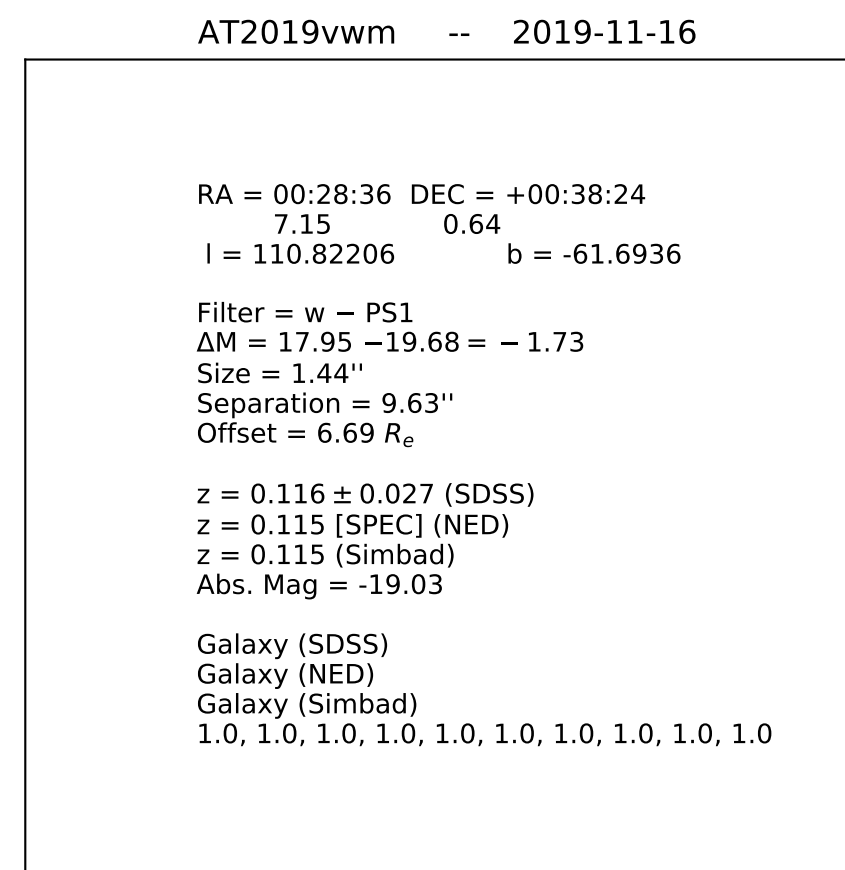 AT2019vwm -- 2019-11-16
RA = 00:28:36 DEC = +00:38:24
7.15 0.64
l = 110.82206 b = -61.6936
Filter = w − PS1
ΔM = 17.95 −19.68 = − 1.73
Size = 1.44''
Separation = 9.63''
Offset = 6.69 Re
z = 0.116 ± 0.027 (SDSS)
z = 0.115 [SPEC] (NED)
z = 0.115 (Simbad)
Abs. Mag = -19.03
Galaxy (SDSS)
Galaxy (NED)
Galaxy (Simbad)
1.0, 1.0, 1.0, 1.0, 1.0, 1.0, 1.0, 1.0, 1.0, 1.0